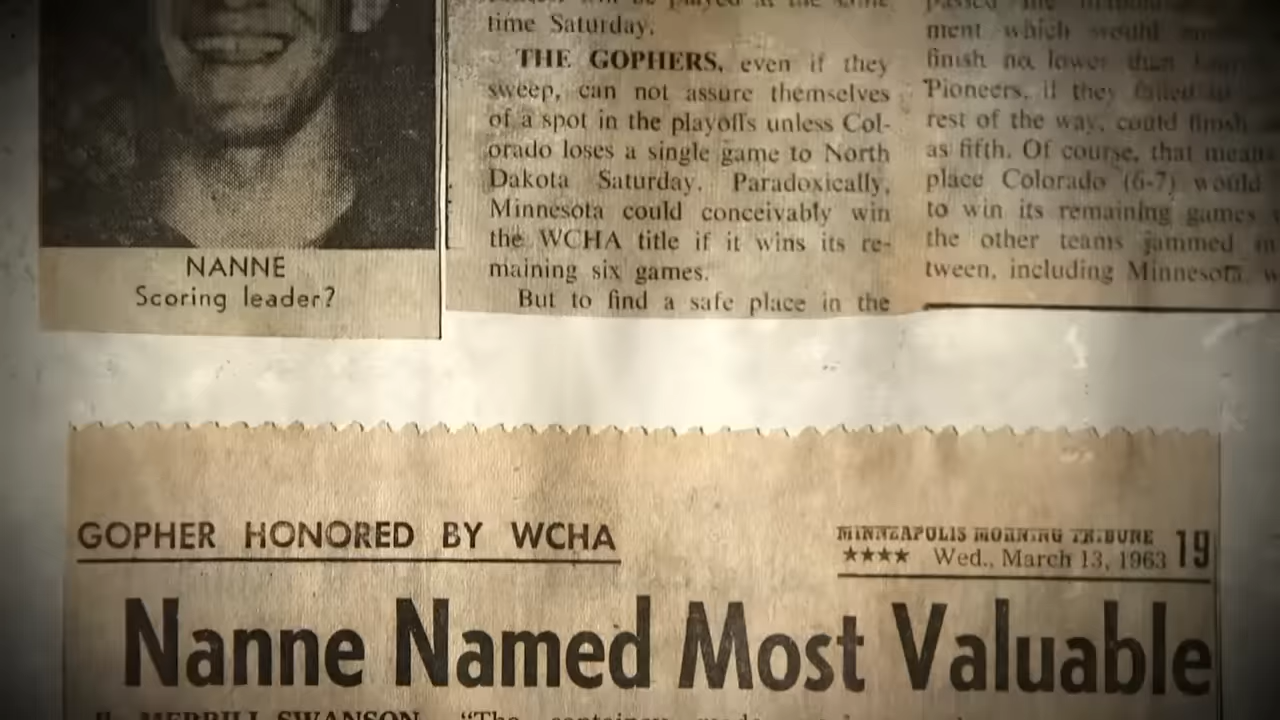 NANNE
Scoring leader?
time Saturday.
THE GOPHERS, even if they
sweep, can not assure themselves
of a spot in the playoffs unless Col-
orado loses a single game to North
Dakota Saturday. Paradoxically,
Minnesota could conceivably win
the WCHA title if it wins its re-
maining six games.
But to find a safe place in the
ment which would
finish no lower than
Pioneers, if they failed to
rest of the way, could finish
as fifth. Of course, that means
place Colorado (6-7) would
to win its remaining games
the other teams jammed
tween, including Minnesota,
GOPHER HONORED BY WCHA
MINNEAPOLIS MORNING TRIBUNE
★★★★ Wed., March 13, 1963 19
Nanne Named Most Valuable
MERRILL SWANSON "The